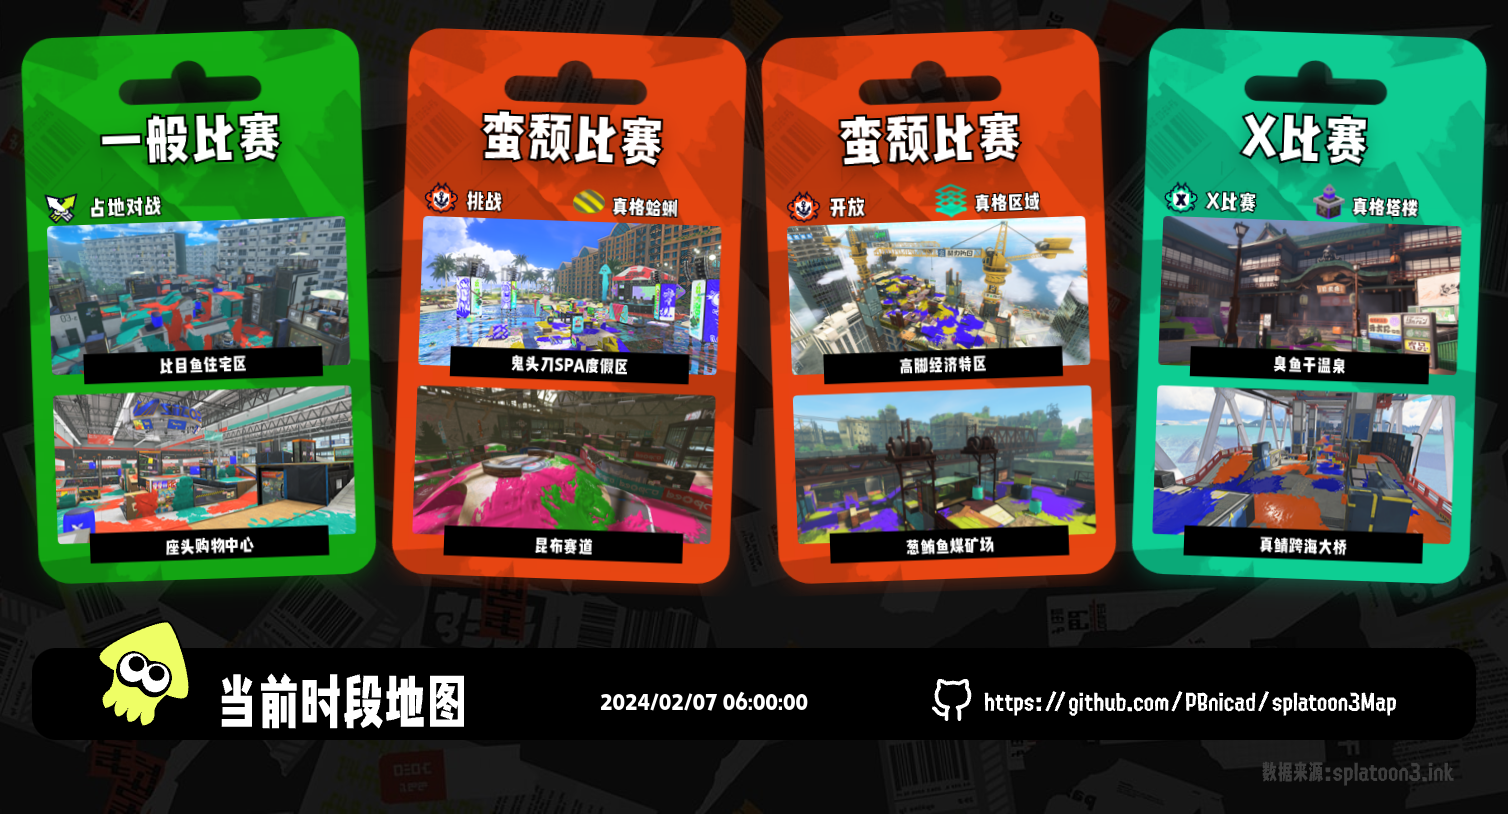 一般比赛
占地对战
比目鱼住宅区
座头购物中心
蛮颓比赛
挑战
真格蛤蜊
鬼头刀SPA度假区
昆布赛道
蛮颓比赛
开放
真格区域
高脚经济特区
葱鲔鱼煤矿场
X比赛
X比赛
真格塔楼
臭鱼干温泉
真鲭跨海大桥
当前时段地图
2024/02/07 06:00:00
https://github.com/PBnicad/splatoon3Map
数据来源:splatoon3.ink